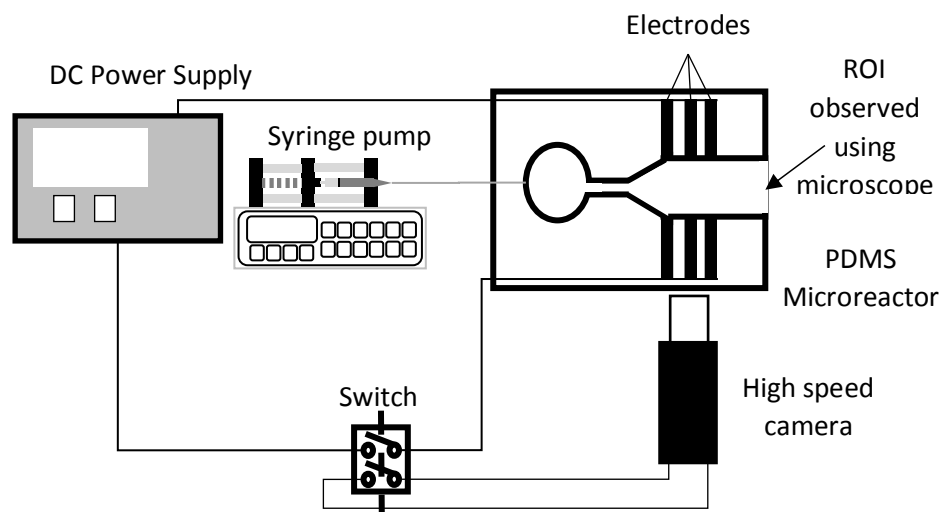 Electrodes
DC Power Supply
ROI
observed
using
microscope
Syringe pump
PDMS
Microreactor
Switch
High speed
camera